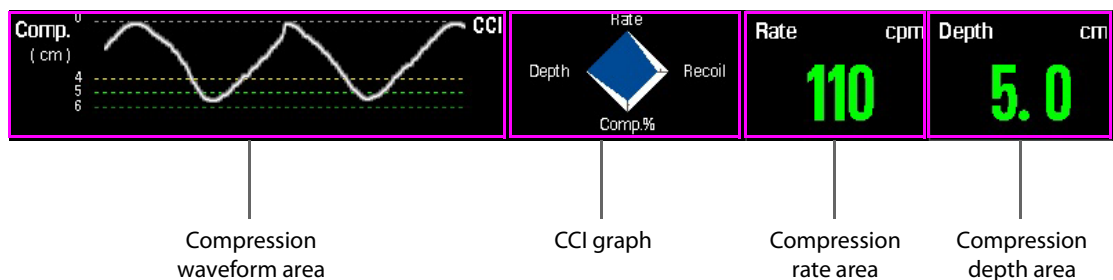 Comp.
( cm )
0
4
5
6
CCI
Rate
Depth
Recoil
Comp.%
Rate cpm
110
Depth cm
5. 0
Compression
waveform area
CCI graph
Compression
rate area
Compression
depth area